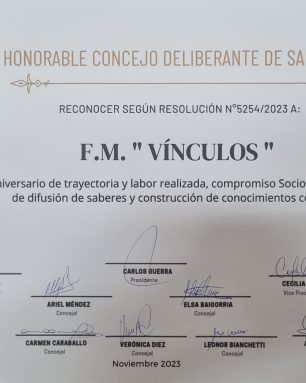 HONORABLE CONCEJO DELIBERANTE DE SA
RECONOCER SEGÚN RESOLUCIÓN N°5254/2023 A:
F.M. " VÍNCULOS "
niversario de trayectoria y labor realizada, compromiso Socio
de difusión de saberes y construcción de conocimientos co
CARLOS GUERRA
Presidente
CECILIA
Vice Pres
ARIEL MÉNDEZ
Concejal
ELSA BAIGORRIA
Concejal
CARMEN CARABALLO
Concejal
VERÓNICA DIEZ
Concejal
LEONOR BIANCHETTI
Concejal
A
Noviembre 2023